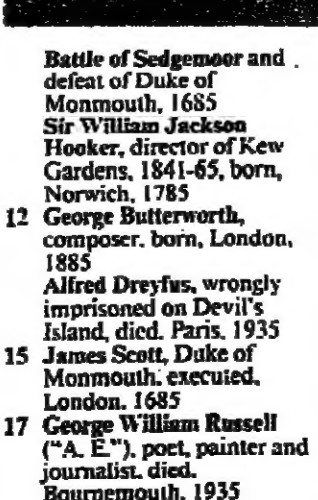 Battle of Sedgemoor and
defeat of Duke of
Monmouth, 1685
Sir William Jackson
Hooker, director of Kew
Gardens, 1841-65, born,
Norwich, 1785
12 George Butterworth,
composer. born, London,
1885
Alfred Dreyfus, wrongly
imprisoned on Devil's
Island, died. Paris. 1935
15 James Scott, Duke of
Monmouth. executed.
London. 1685
17 George William Russell
("A. E."), poet, painter and
journalist. died.
Bournemouth. 1935